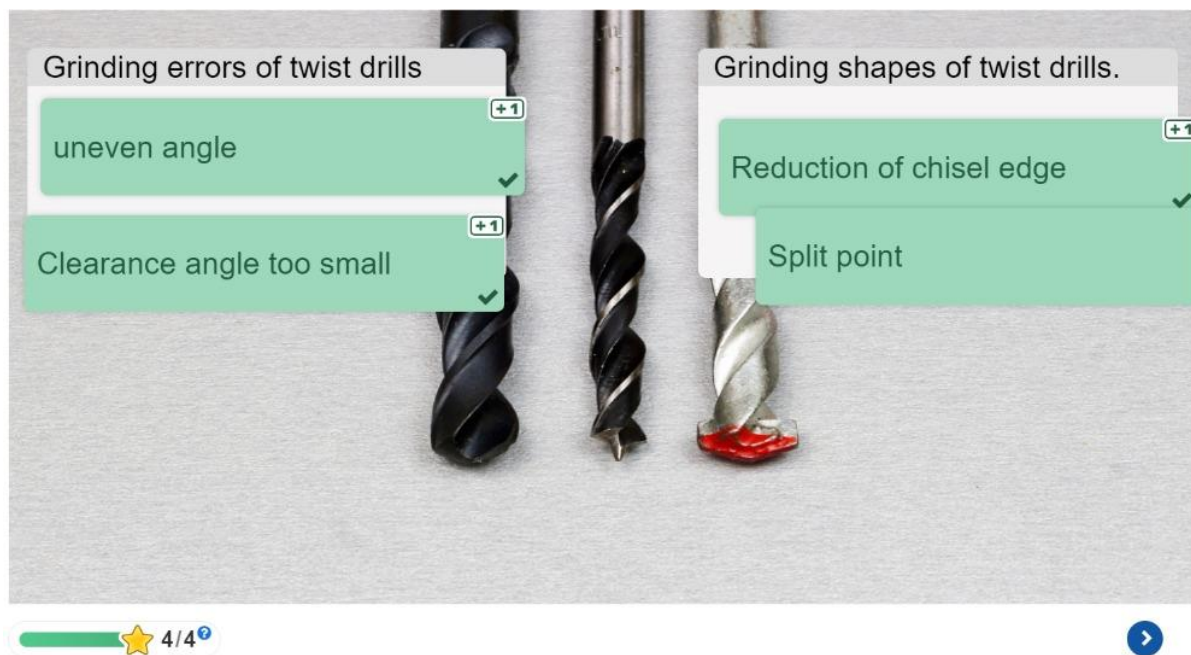 Grinding errors of twist drills
+1
uneven angle
+1
Clearance angle too small
Grinding shapes of twist drills.
+1
Reduction of chisel edge
Split point
4/4
?